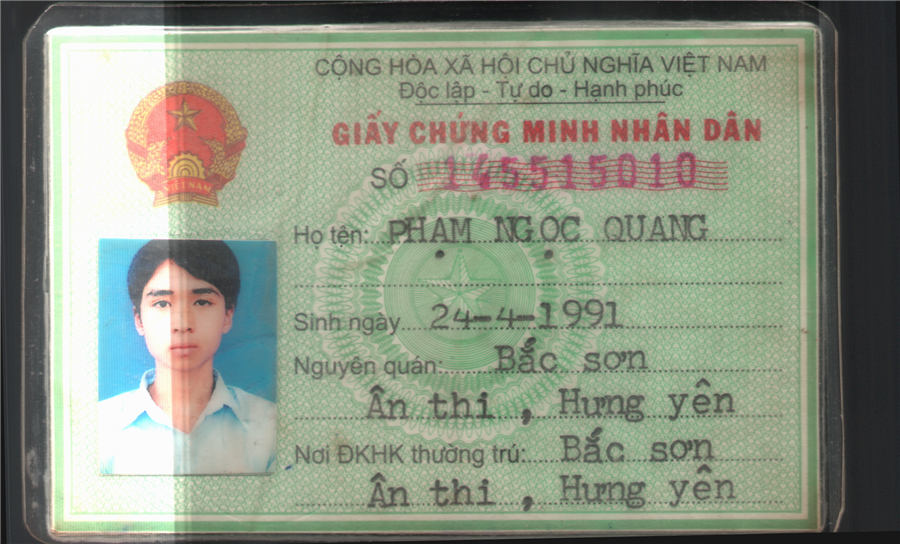 CỘNG HÒA XÃ HỘI CHỦ NGHĨA VIỆT NAM
Độc lập - Tự do - Hạnh phúc
GIẤY CHỨNG MINH NHÂN DÂN
SỐ 145515010
Họ tên: PHẠM NGỌC QUANG
Sinh ngày 24-4-1991
Nguyên quán: Bắc sơn
Ân thi , Hưng yên
Nơi ĐKHK thường trú: Bắc sơn
Ân thi , Hưng yên
VIỆT NAM